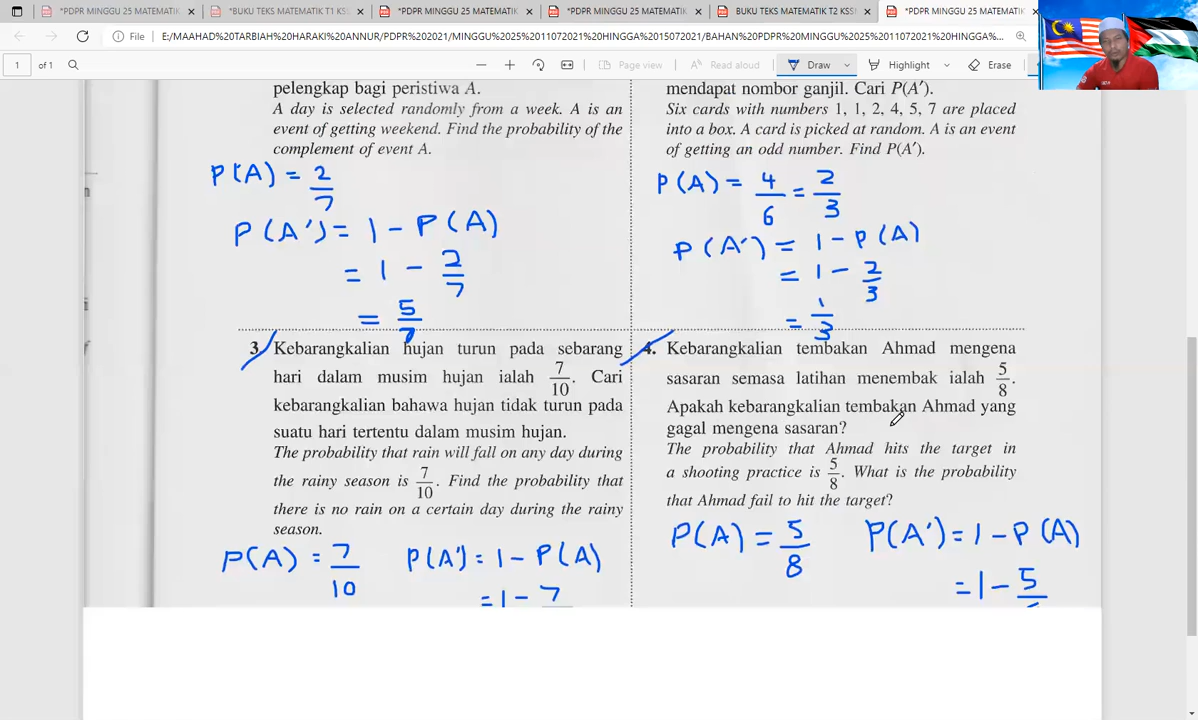 *PDPR MINGGU 25 MATEMATIK
*BUKU TEKS MATEMATIK T1 KSS
*PDPR MINGGU 25 MATEMATIK
*PDPR MINGGU 25 MATEMATIK
BUKU TEKS MATEMATIK T2 KSSI
*PDPR MINGGU 25 MATEMATIK
File E:/MAAHAD%20TARBIAH%20HARAKI%20ANNUR/PDPR%202021/MINGGU%2025%2011072021%20HINGGA%2015072021/BAHAN%20PDPR%20MINGGU%2025%2011072021%20HINGGA%...
1 of 1 Page view Read aloud Draw Highlight Erase
pelengkap bagi peristiwa A.
A day is selected randomly from a week. A is an
event of getting weekend. Find the probability of the
complement of event A.
P(A) = 2/7
P(A') = 1 - P(A)
= 1 - 2/7
= 5/7
mendapat nombor ganjil. Cari P(A').
Six cards with numbers 1, 1, 2, 4, 5, 7 are placed
into a box. A card is picked at random. A is an event
of getting an odd number. Find P(A').
P(A) = 4/6 = 2/3
P(A') = 1 - P(A)
= 1 - 2/3
= 1/3
3. Kebarangkalian hujan turun pada sebarang
hari dalam musim hujan ialah 7/10. Cari
kebarangkalian bahawa hujan tidak turun pada
suatu hari tertentu dalam musim hujan.
The probability that rain will fall on any day during
the rainy season is 7/10. Find the probability that
there is no rain on a certain day during the rainy
season.
P(A) = 7/10 P(A') = 1 - P(A)
= 1 - 7
4. Kebarangkalian tembakan Ahmad mengena
sasaran semasa latihan menembak ialah 5/8.
Apakah kebarangkalian tembakan Ahmad yang
gagal mengena sasaran?
The probability that Ahmad hits the target in
a shooting practice is 5/8. What is the probability
that Ahmad fail to hit the target?
P(A) = 5/8 P(A') = 1 - P(A)
= 1 - 5